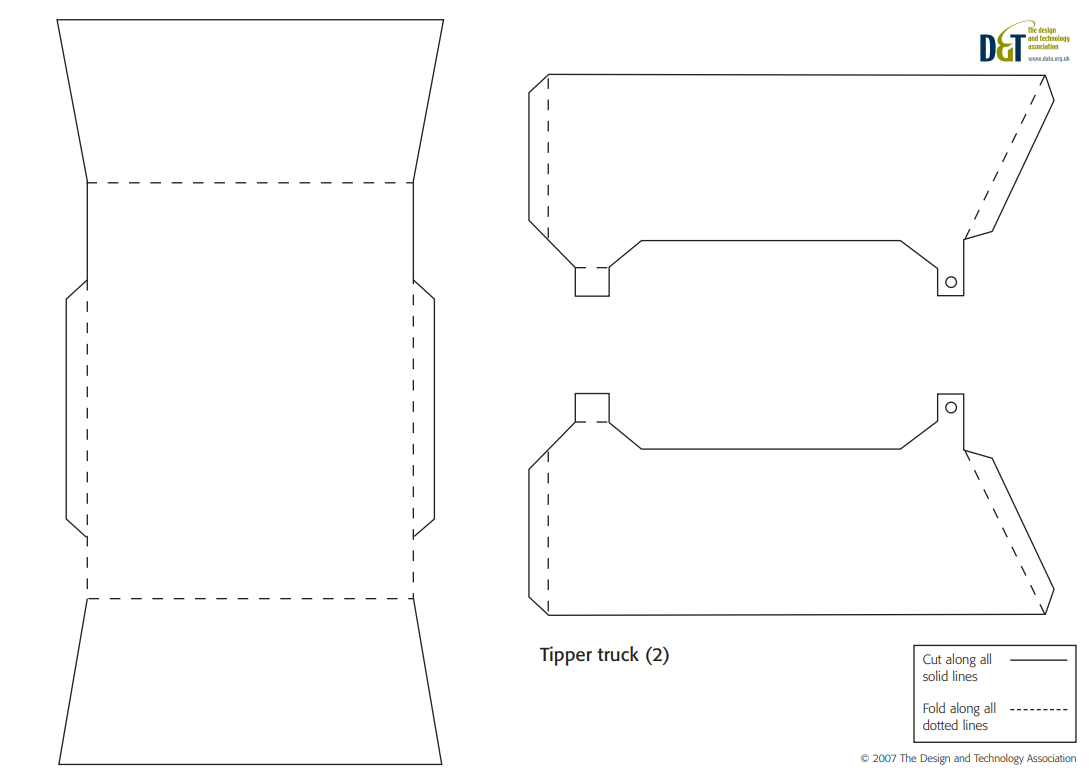 D&T
The design
and technology
association
www.data.org.uk
Tipper truck (2)
Cut along all
solid lines
Fold along all
dotted lines
© 2007 The Design and Technology Association